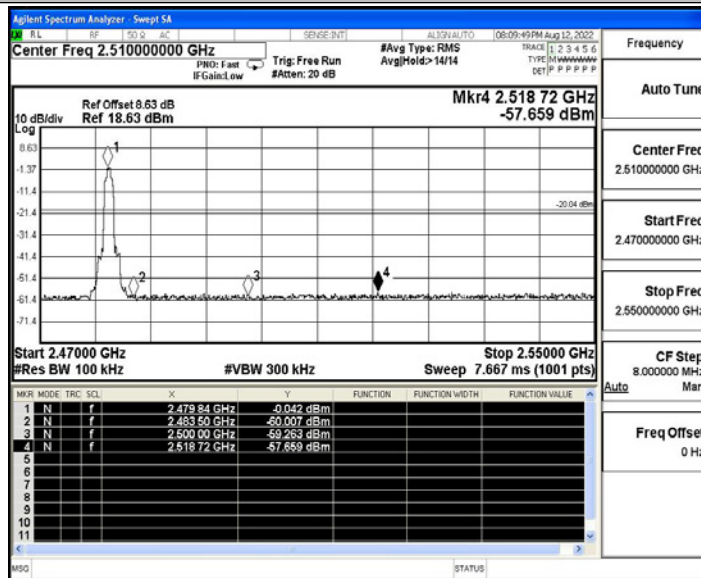 Agilent Spectrum Analyzer - Swept SA
RL RF 50 Ω AC SENSE:INT ALIGN AUTO 08:09:49 PM Aug 12, 2022
Center Freq 2.510000000 GHz
PNO: Fast
IFGain:Low
Trig: Free Run
#Atten: 20 dB
#Avg Type: RMS
Avg|Hold:>14/14
TRACE 1 2 3 4 5 6
TYPE M W W W W W
DET P P P P P P
Frequency
Ref Offset 8.63 dB
10 dB/div Ref 18.63 dBm
Log
Mkr4 2.518 72 GHz
-57.659 dBm
8.63
-1.37
-11.4
-21.4
-31.4
-41.4
-51.4
-61.4
-71.4
1
2
3
4
-20.04 dBm
Start 2.47000 GHz Stop 2.55000 GHz
#Res BW 100 kHz #VBW 300 kHz Sweep 7.667 ms (1001 pts)
MKR MODE TRC SCL X Y FUNCTION FUNCTION WIDTH FUNCTION VALUE
1 N f 2.479 84 GHz -0.042 dBm
2 N f 2.483 50 GHz -60.007 dBm
3 N f 2.500 00 GHz -59.263 dBm
4 N f 2.518 72 GHz -57.659 dBm
5
6
7
8
9
10
11
MSG STATUS
Auto Tune
Center Freq
2.510000000 GHz
Start Freq
2.470000000 GHz
Stop Freq
2.550000000 GHz
CF Step
8.000000 MHz
Auto Man
Freq Offset
0 Hz